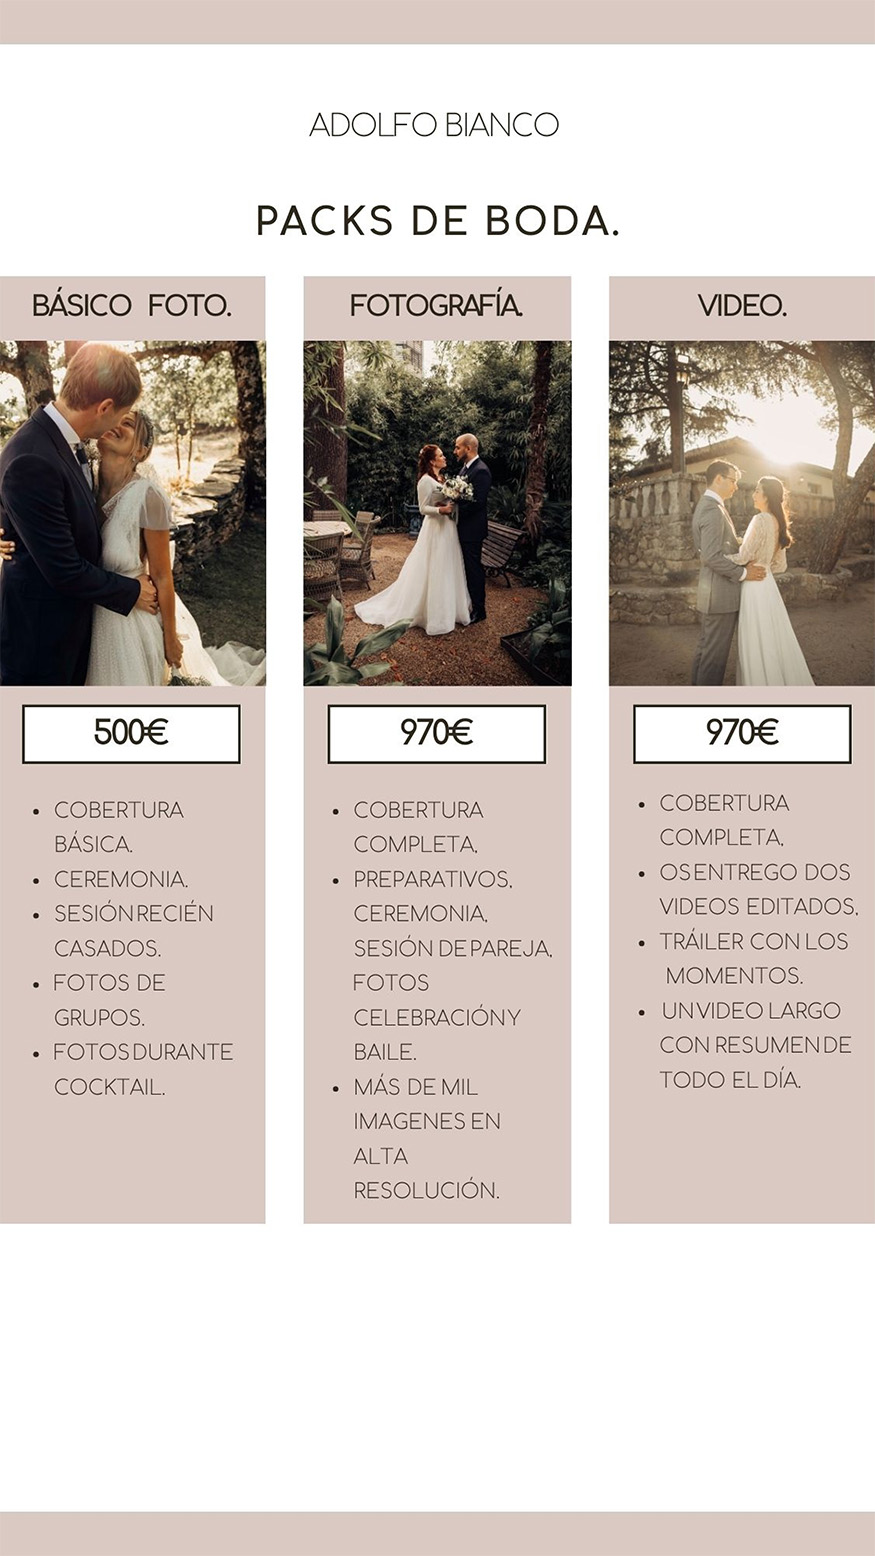 ADOLFO BIANCO
PACKS DE BODA.
BÁSICO FOTO.
500€
• COBERTURA
BÁSICA.
• CEREMONIA.
• SESIÓN RECIÉN
CASADOS.
• FOTOS DE
GRUPOS.
• FOTOS DURANTE
COCKTAIL.
FOTOGRAFÍA.
970€
• COBERTURA
COMPLETA,
• PREPARATIVOS,
CEREMONIA,
SESIÓN DE PAREJA,
FOTOS
CELEBRACIÓN Y
BAILE.
• MÁS DE MIL
IMAGENES EN
ALTA
RESOLUCIÓN.
VIDEO.
970€
• COBERTURA
COMPLETA,
• OS ENTREGO DOS
VIDEOS EDITADOS,
• TRÁILER CON LOS
MOMENTOS.
• UN VIDEO LARGO
CON RESUMEN DE
TODO EL DÍA.